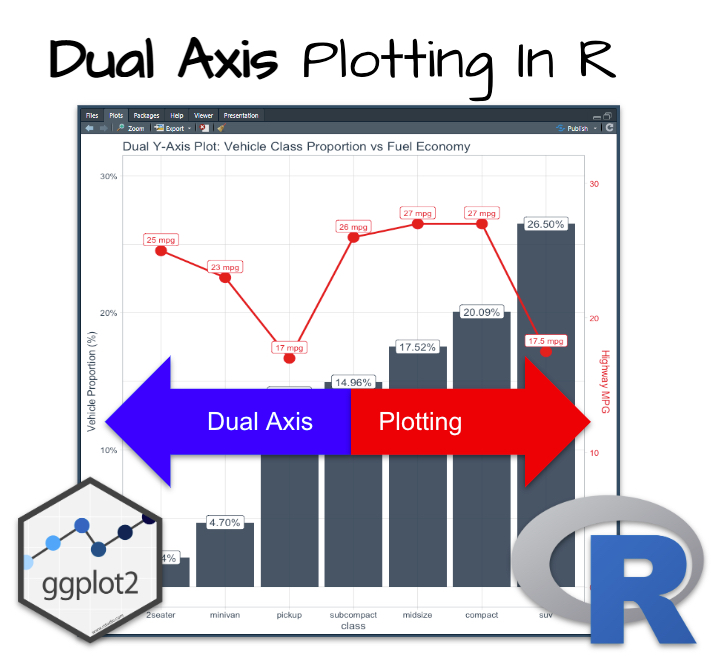 Dual Axis Plotting In R
Files Plots Packages Help Viewer Presentation
Zoom Export Publish
Dual Y-Axis Plot: Vehicle Class Proportion vs Fuel Economy
30%
30
27 mpg
27 mpg
26 mpg
26.50%
25 mpg
23 mpg
20%
20.09%
20
17.5 mpg
17 mpg
17.52%
14.96%
Vehicle Proportion (%)
Highway MPG
Dual Axis Plotting
10%
10
4.70%
4%
ggplot2
R
2seater minivan pickup subcompact midsize compact suv
class